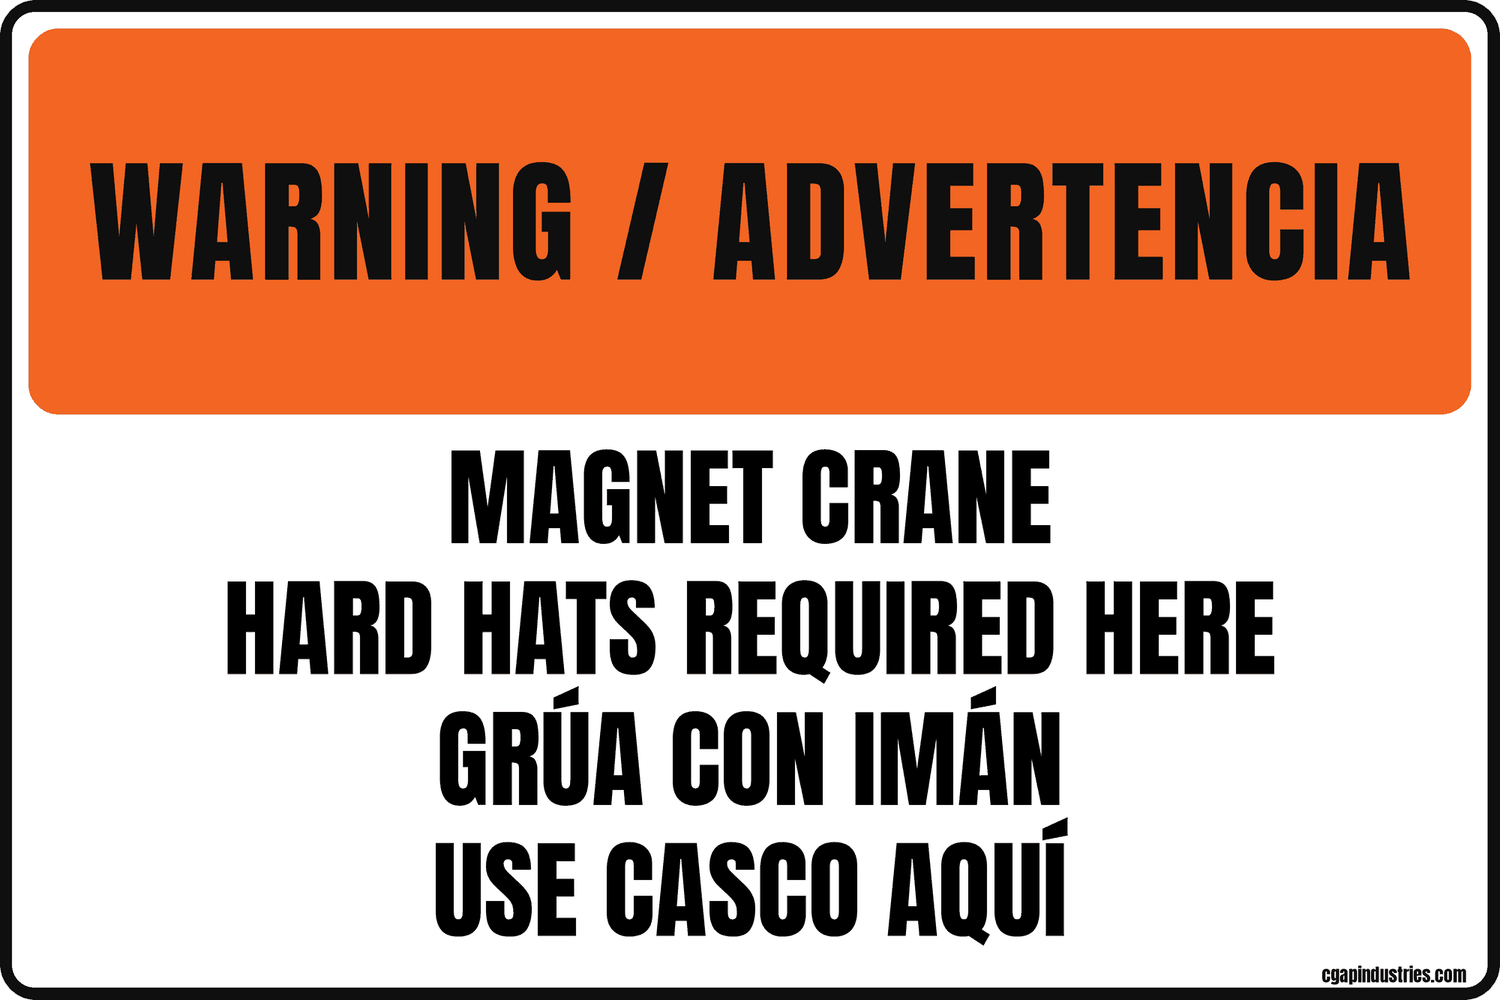 WARNING / ADVERTENCIA
MAGNET CRANE
HARD HATS REQUIRED HERE
GRÚA CON IMÁN
USE CASCO AQUÍ
cgapindustries.com